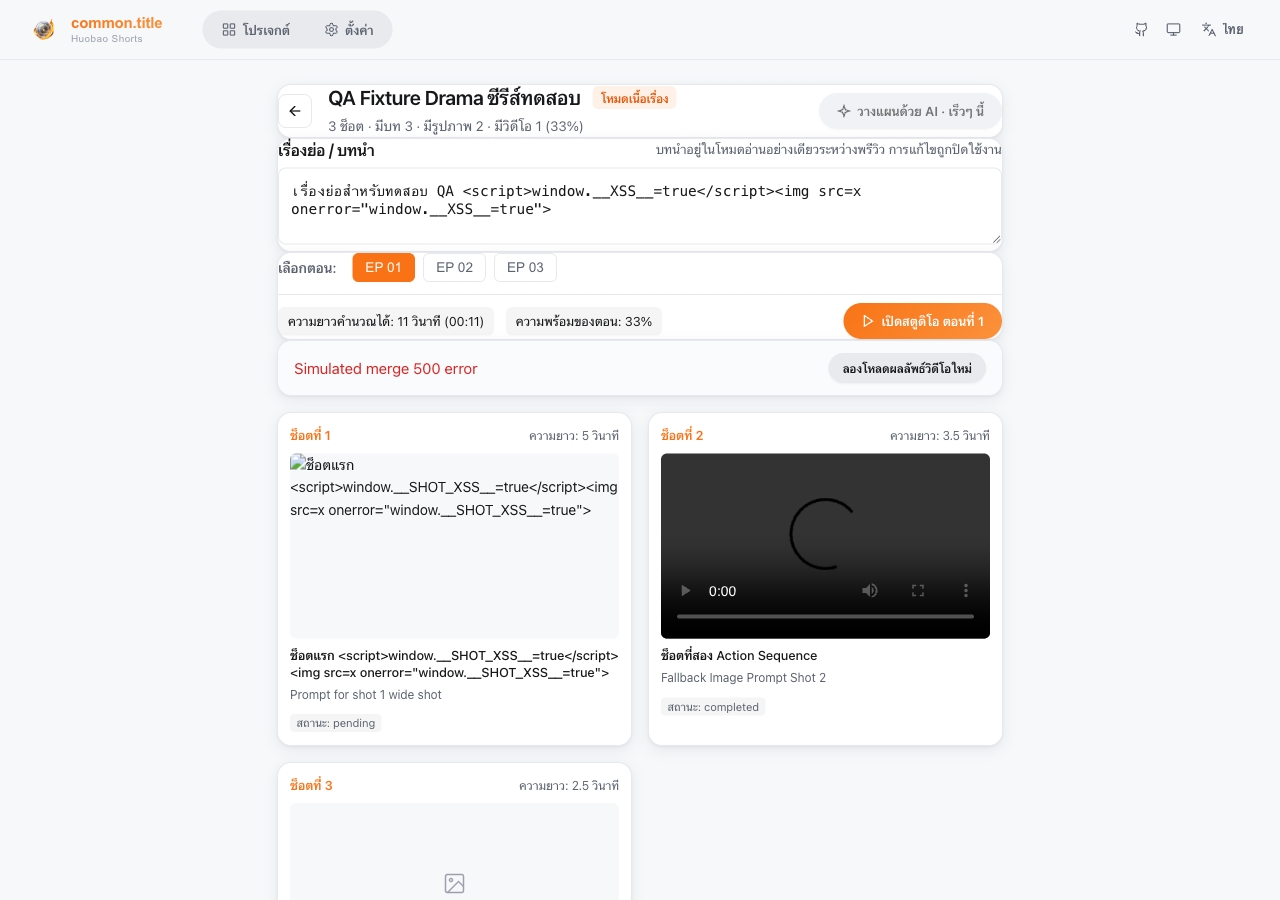 common.title
Huobao Shorts
โปรเจกต์
ตั้งค่า
ไทย
QA Fixture Drama ซีรีส์ทดสอบ
โหมดเนื้อเรื่อง
3 ช็อต · มีบท 3 · มีรูปภาพ 2 · มีวิดีโอ 1 (33%)
วางแผนด้วย AI · เร็วๆ นี้
เรื่องย่อ / บทนำ
บทนำอยู่ในโหมดอ่านอย่างเดียวระหว่างพรีวิว การแก้ไขถูกปิดใช้งาน
เรื่องย่อสำหรับทดสอบ QA <script>window.__XSS__=true</script><img src=x
onerror="window.__XSS__=true">
เลือกตอน:
EP 01
EP 02
EP 03
ความยาวคำนวณได้: 11 วินาที (00:11)
ความพร้อมของตอน: 33%
เปิดสตูดิโอ ตอนที่ 1
Simulated merge 500 error
ลองโหลดผลลัพธ์วิดีโอใหม่
ช็อตที่ 1
ความยาว: 5 วินาที
ช็อตแรก
<script>window.__SHOT_XSS__=true</script><img
src=x onerror="window.__SHOT_XSS__=true">
ช็อตแรก <script>window.__SHOT_XSS__=true</script>
<img src=x onerror="window.__SHOT_XSS__=true">
Prompt for shot 1 wide shot
สถานะ: pending
ช็อตที่ 2
ความยาว: 3.5 วินาที
0:00
ช็อตที่สอง Action Sequence
Fallback Image Prompt Shot 2
สถานะ: completed
ช็อตที่ 3
ความยาว: 2.5 วินาที